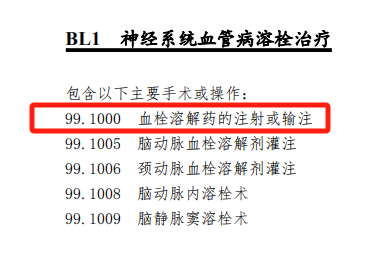 BL1 神经系统血管病溶栓治疗
包含以下主要手术或操作：
99.1000 血栓溶解药的注射或输注
99.1005 脑动脉血栓溶解剂灌注
99.1006 颈动脉血栓溶解剂灌注
99.1008 脑动脉内溶栓术
99.1009 脑静脉窦溶栓术